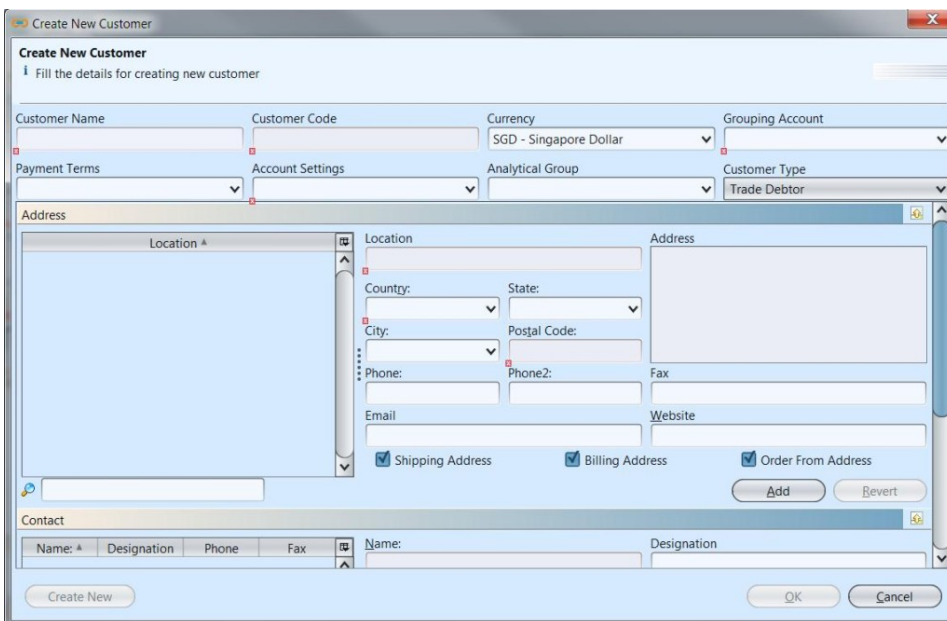 Create New Customer
Create New Customer
Fill the details for creating new customer
Customer Name Customer Code Currency Grouping Account
SGD - Singapore Dollar
Payment Terms Account Settings Analytical Group Customer Type
Trade Debtor
Address
Location
Location
Address
Country: State:
City: Postal Code:
Phone: Phone2: Fax
Email Website
Shipping Address Billing Address Order From Address
Add Revert
Contact
Name: Designation Phone Fax
Name: Designation
Create New OK Cancel